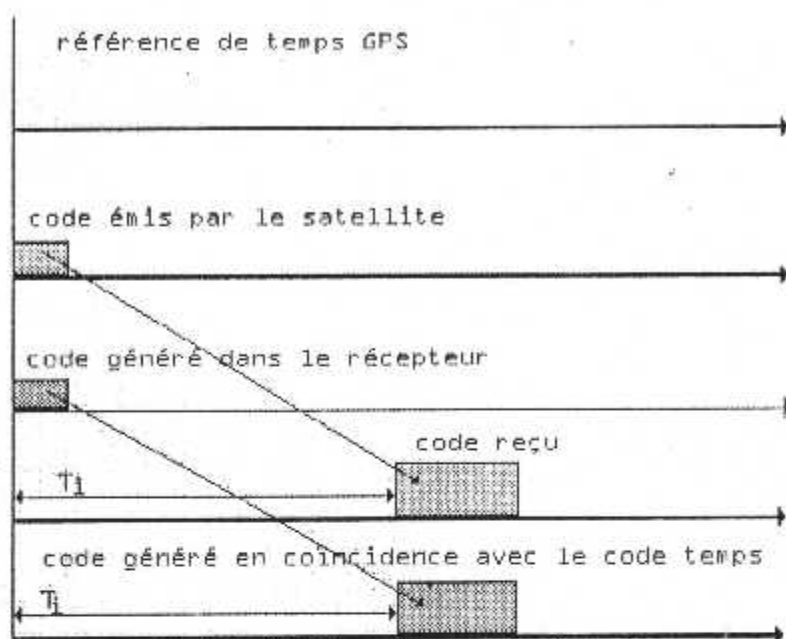 référence de temps GPS
code émis par le satellite
code généré dans le récepteur
code reçu
Ti
code généré en coïncidence avec le code temps
Ti